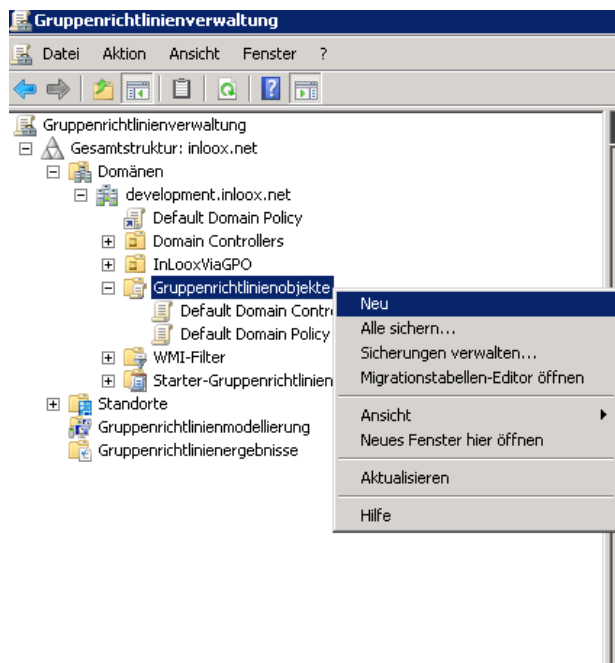 Gruppenrichtlinienverwaltung
Datei Aktion Ansicht Fenster ?
Gruppenrichtlinienverwaltung
Gesamtstruktur: inloox.net
Domänen
development.inloox.net
Default Domain Policy
Domain Controllers
InLooxViaGPO
Gruppenrichtlinienobjekte
Default Domain Contr
Default Domain Policy
WMI-Filter
Starter-Gruppenrichtlinien
Standorte
Gruppenrichtlinienmodellierung
Gruppenrichtlinienergebnisse
Neu
Alle sichern...
Sicherungen verwalten...
Migrationstabellen-Editor öffnen
Ansicht
Neues Fenster hier öffnen
Aktualisieren
Hilfe